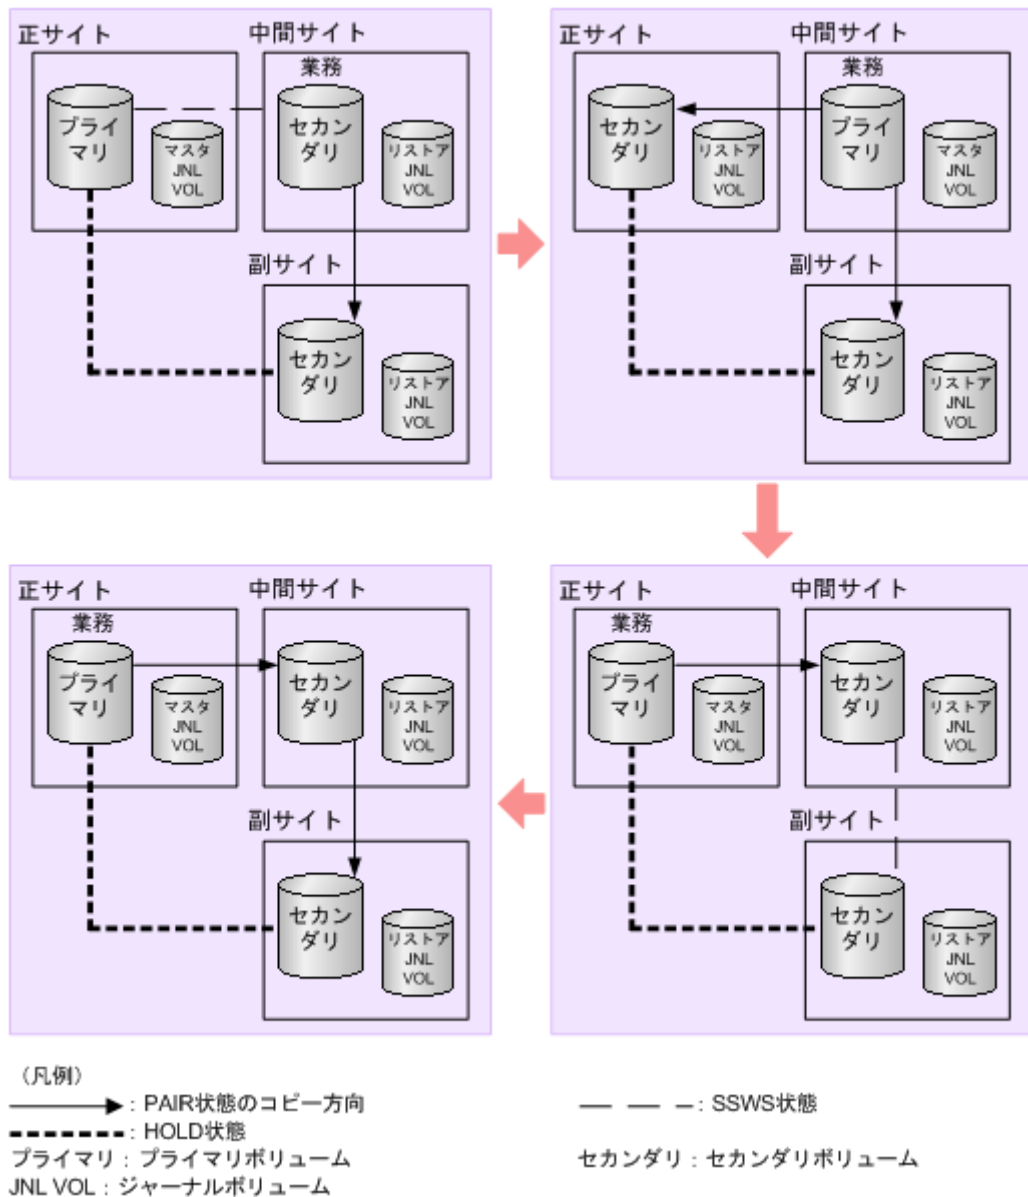 正サイト
中間サイト
業務
プライ
マリ
マスタ
JNL
VOL
セカン
ダリ
リストア
JNL
VOL
副サイト
セカン
ダリ
リストア
JNL
VOL
正サイト
中間サイト
業務
セカン
ダリ
リストア
JNL
VOL
プライ
マリ
マスタ
JNL
VOL
副サイト
セカン
ダリ
リストア
JNL
VOL
正サイト
中間サイト
業務
プライ
マリ
マスタ
JNL
VOL
セカン
ダリ
リストア
JNL
VOL
副サイト
セカン
ダリ
リストア
JNL
VOL
正サイト
中間サイト
業務
プライ
マリ
マスタ
JNL
VOL
セカン
ダリ
リストア
JNL
VOL
副サイト
セカン
ダリ
リストア
JNL
VOL
（凡例）
：PAIR状態のコピー方向
：SSWS状態
：HOLD状態
プライマリ：プライマリボリューム
セカンダリ：セカンダリボリューム
JNL VOL：ジャーナルボリューム